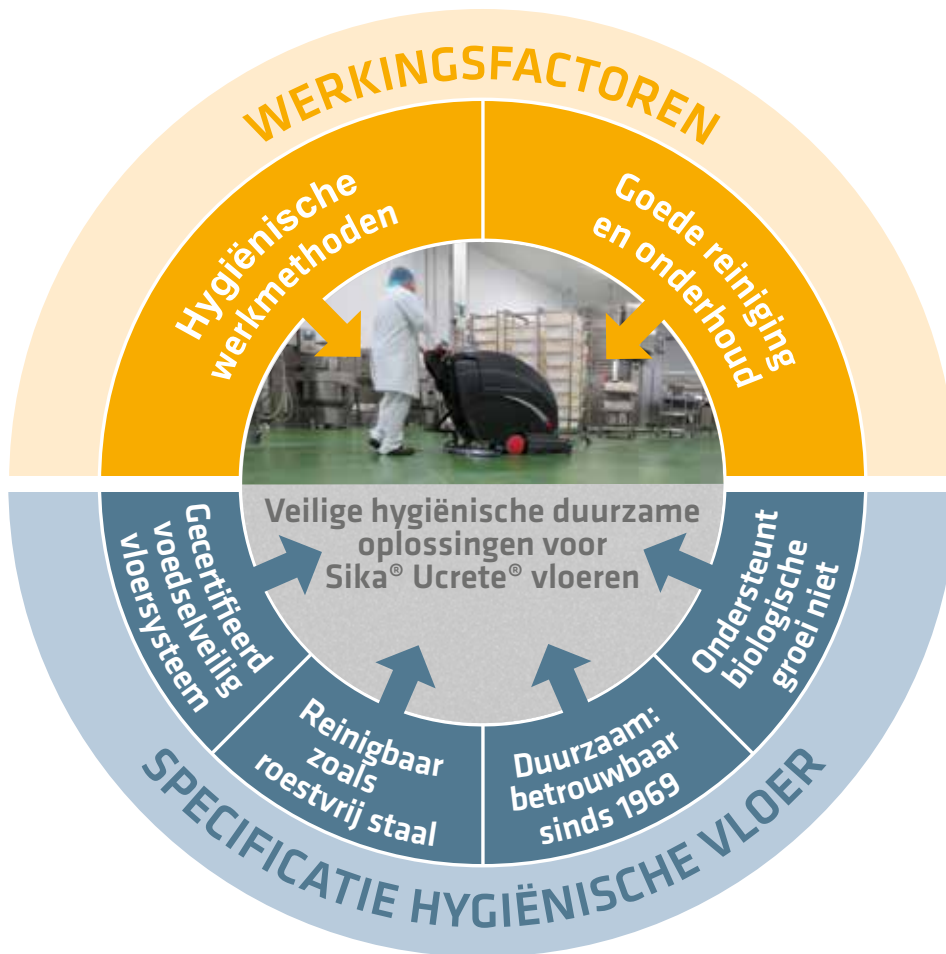 WERKINGSFACTOREN
Hygiënische
werkmethoden
Goede reiniging
en onderhoud
Veilige hygiënische duurzame
oplossingen voor
Sika® Ucrete® vloeren
Gecertifieerd
voedselveilig
vloersysteem
Reinigbaar
zoals
roestvrij staal
Duurzaam:
betrouwbaar
sinds 1969
Ondersteunt
biologische
groei niet
SPECIFICATIE HYGIËNISCHE VLOER